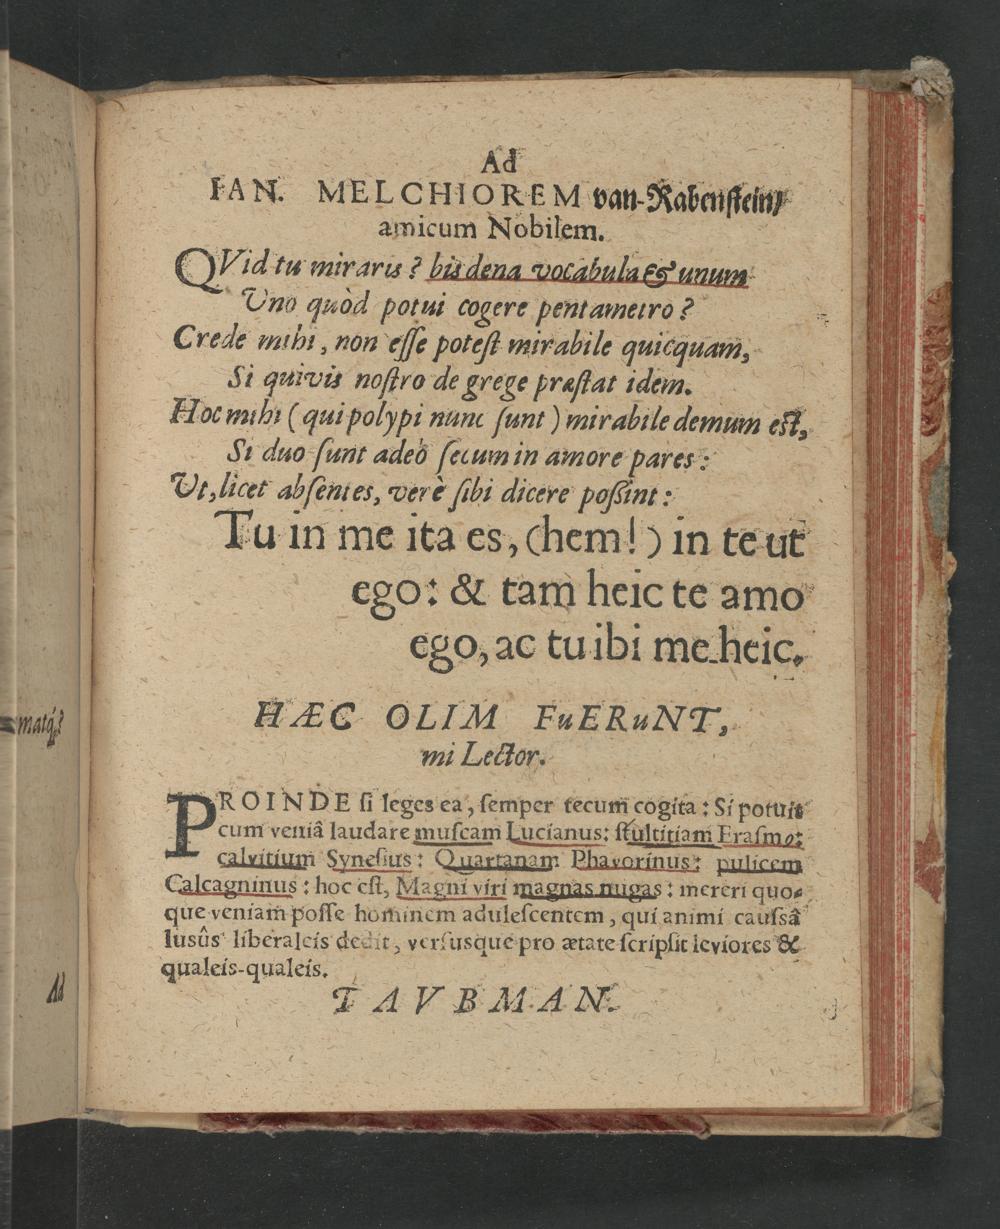 Ad
IAN. MELCHIOREM van-Rabenstein/
amicum Nobilem.
QVid tu miraris? bis dena vocabula & unum
Uno quòd potui cogere pentametro?
Crede mihi, non eſſe poteſt mirabile quicquam,
Si quivis noſtro de grege præſtat idem.
Hoc mihi (qui polypi nunc ſunt) mirabile demum eſt,
Si duo ſunt adeò ſecum in amore pares:
Ut, licet abſentes, verè ſibi dicere poßint:
Tu in me ita es, (hem!) in te ut
ego: & tam heic te amo
ego, ac tu ibi me heic.
HÆC OLIM FuERuNT,
mi Lector.
PROINDE ſi leges ea, ſemper tecum cogita: Si potuit
cum veniâ laudare muſcam Lucianus: ſtultitiam Eraſmo:
calvitium Syneſius: Quartanam Phavorinus: pulicem
Calcagninus: hoc eſt, Magni viri magnas nugas: mereri quo-
que veniam poſſe hominem aduleſcentem, qui animi cauſsâ
luſûs liberaleis dedit, verſusque pro ætate ſcripſit leviores &
qualeis-qualeis.
TAVBMAN.
matq́;?
Ad